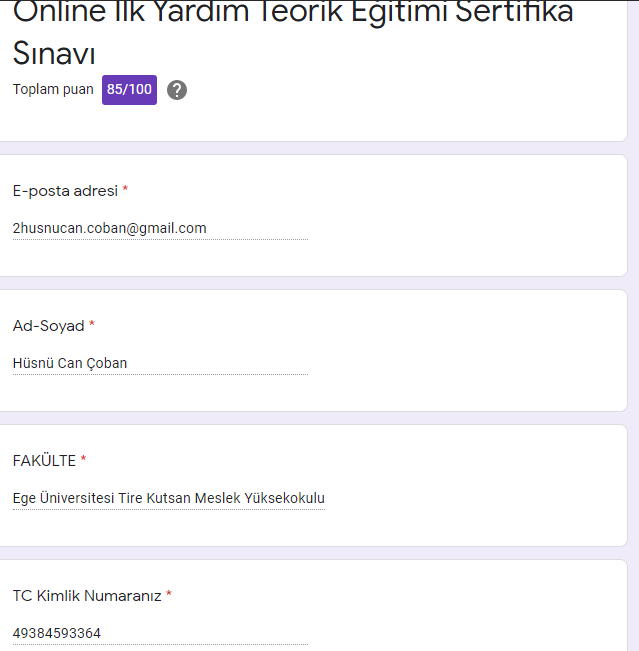 Online İlk Yardım Teorik Eğitimi Sertifika
Sınavı
Toplam puan 85/100 ?
E-posta adresi *
2husnucan.coban@gmail.com
Ad-Soyad *
Hüsnü Can Çoban
FAKÜLTE *
Ege Üniversitesi Tire Kutsan Meslek Yüksekokulu
TC Kimlik Numaranız *
49384593364